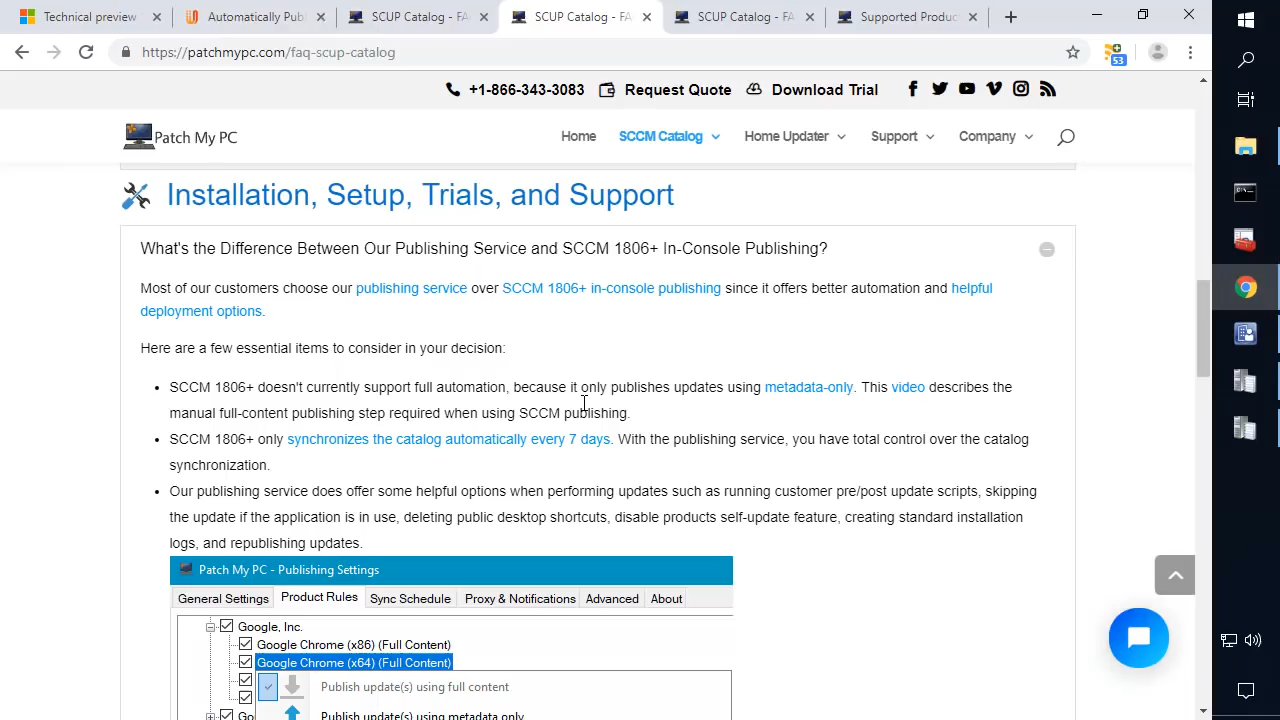 Technical preview
Automatically Publ
SCUP Catalog - FA
SCUP Catalog - FA
SCUP Catalog - FA
Supported Produc
https://patchmypc.com/faq-scup-catalog
53
+1-866-343-3083 Request Quote Download Trial
Patch My PC
Home SCCM Catalog Home Updater Support Company
Installation, Setup, Trials, and Support
What's the Difference Between Our Publishing Service and SCCM 1806+ In-Console Publishing?
Most of our customers choose our publishing service over SCCM 1806+ in-console publishing since it offers better automation and helpful
deployment options.
Here are a few essential items to consider in your decision:
SCCM 1806+ doesn't currently support full automation, because it only publishes updates using metadata-only. This video describes the
manual full-content publishing step required when using SCCM publishing.
SCCM 1806+ only synchronizes the catalog automatically every 7 days. With the publishing service, you have total control over the catalog
synchronization.
Our publishing service does offer some helpful options when performing updates such as running customer pre/post update scripts, skipping
the update if the application is in use, deleting public desktop shortcuts, disable products self-update feature, creating standard installation
logs, and republishing updates.
Patch My PC - Publishing Settings
General Settings Product Rules Sync Schedule Proxy & Notifications Advanced About
Google, Inc.
Google Chrome (x86) (Full Content)
Google Chrome (x64) (Full Content)
Publish update(s) using full content
Go Publish update(s) using metadata only